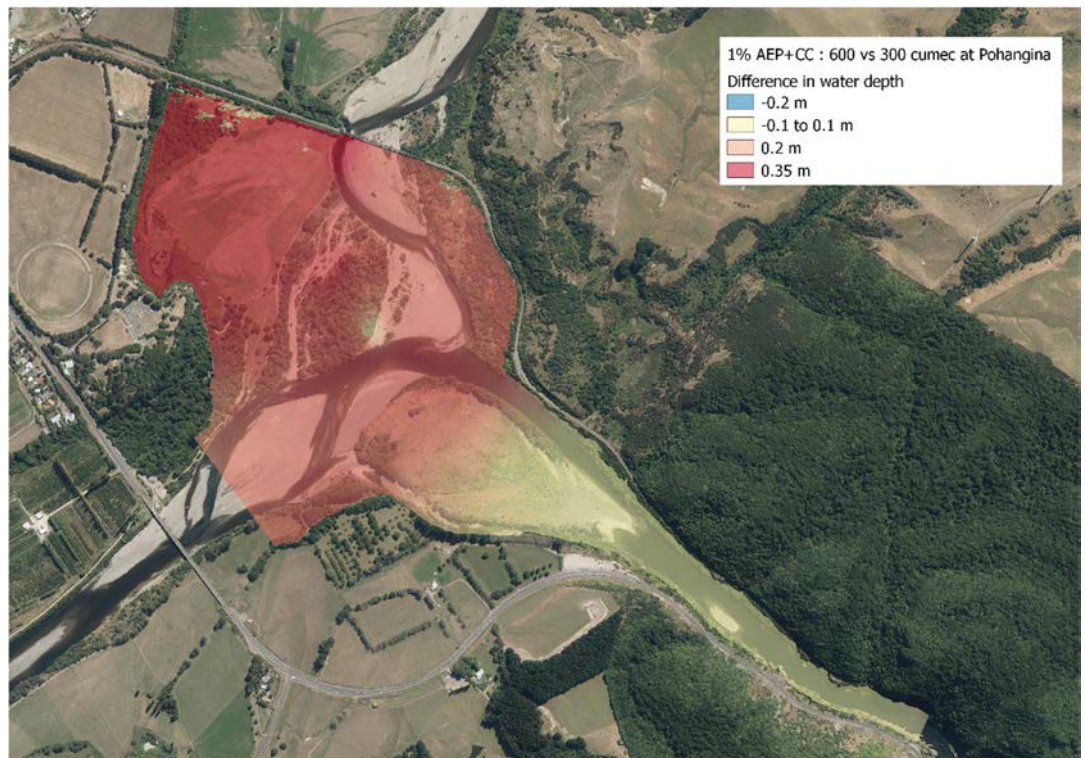 1% AEP+CC : 600 vs 300 cumec at Pohangina
Difference in water depth
-0.2 m
-0.1 to 0.1 m
0.2 m
0.35 m